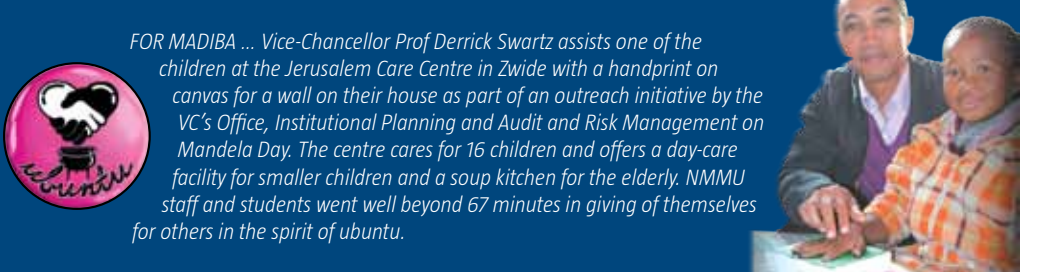 FOR MADIBA ... Vice-Chancellor Prof Derrick Swartz assists one of the
children at the Jerusalem Care Centre in Zwide with a handprint on
canvas for a wall on their house as part of an outreach initiative by the
VC's Office, Institutional Planning and Audit and Risk Management on
Mandela Day. The centre cares for 16 children and offers a day-care
facility for smaller children and a soup kitchen for the elderly. NMMU
staff and students went well beyond 67 minutes in giving of themselves
for others in the spirit of ubuntu.
ubuntu